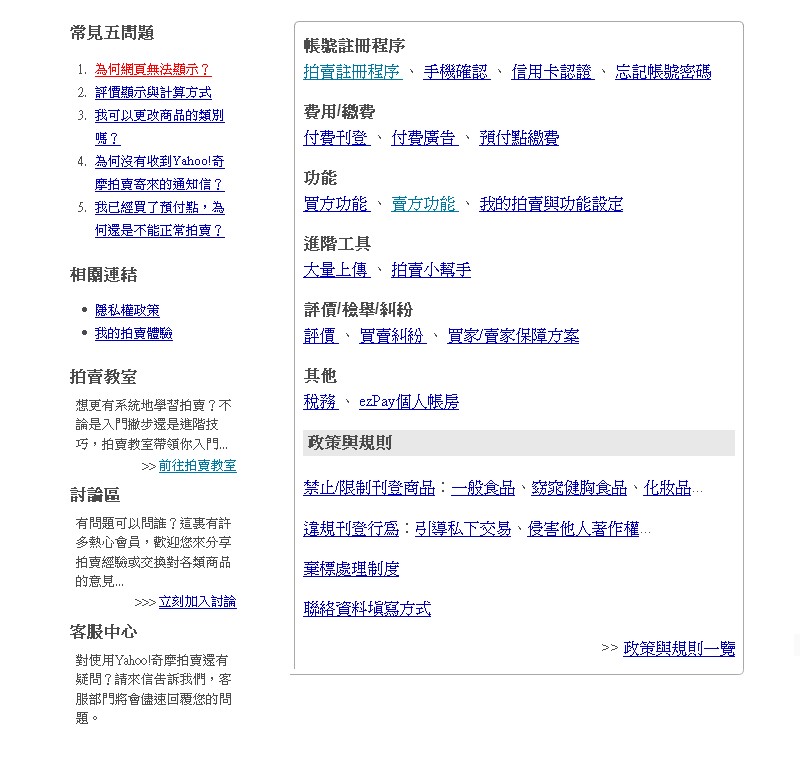 常見五問題
1. 為何網頁無法顯示？
2. 評價顯示與計算方式
3. 我可以更改商品的類別
嗎？
4. 為何沒有收到Yahoo!奇
摩拍賣寄來的通知信？
5. 我已經買了預付點，為
何還是不能正常拍賣？
相關連結
• 隱私權政策
• 我的拍賣體驗
拍賣教室
想更有系統地學習拍賣？不
論是入門撇步還是進階技
巧，拍賣教室帶領你入門...
>> 前往拍賣教室
討論區
有問題可以問誰？這裏有許
多熱心會員，歡迎您來分享
拍賣經驗或交換對各類商品
的意見...
>>> 立刻加入討論
客服中心
對使用Yahoo!奇摩拍賣還有
疑問？請來信告訴我們，客
服部門將會儘速回覆您的問
題。
帳號註冊程序
拍賣註冊程序、 手機確認、 信用卡認證、 忘記帳號密碼
費用/繳費
付費刊登、 付費廣告、 預付點繳費
功能
買方功能、 賣方功能、 我的拍賣與功能設定
進階工具
大量上傳、 拍賣小幫手
評價/檢舉/糾紛
評價、 買賣糾紛、 買家/賣家保障方案
其他
稅務、 ezPay個人帳房
政策與規則
禁止/限制刊登商品：一般食品、窈窕健胸食品、化妝品...
違規刊登行為：引導私下交易、侵害他人著作權...
棄標處理制度
聯絡資料填寫方式
>> 政策與規則一覽